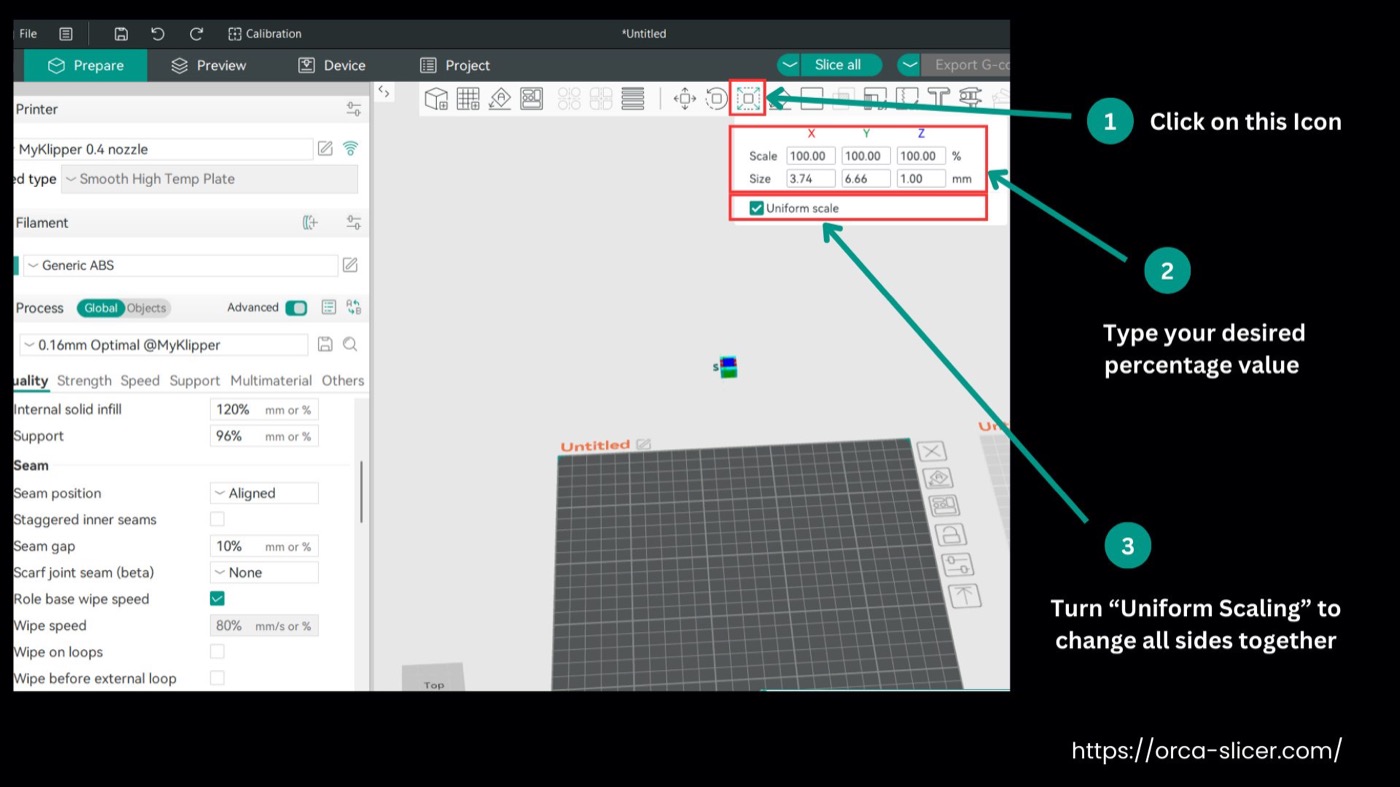 File
Calibration
*Untitled
Prepare
Preview
Device
Project
Slice all
Export G-co
Printer
MyKlipper 0.4 nozzle
ed type
Smooth High Temp Plate
Filament
Generic ABS
Process
Global
Objects
Advanced
0.16mm Optimal @MyKlipper
uality Strength Speed Support Multimaterial Others
Internal solid infill 120% mm or %
Support 96% mm or %
Seam
Seam position Aligned
Staggered inner seams
Seam gap 10% mm or %
Scarf joint seam (beta) None
Role base wipe speed
Wipe speed 80% mm/s or %
Wipe on loops
Wipe before external loop
X Y Z
Scale 100.00 100.00 100.00 %
Size 3.74 6.66 1.00 mm
Uniform scale
s
Untitled
Un
Top
1 Click on this Icon
2
Type your desired
percentage value
3
Turn “Uniform Scaling” to
change all sides together
https://orca-slicer.com/